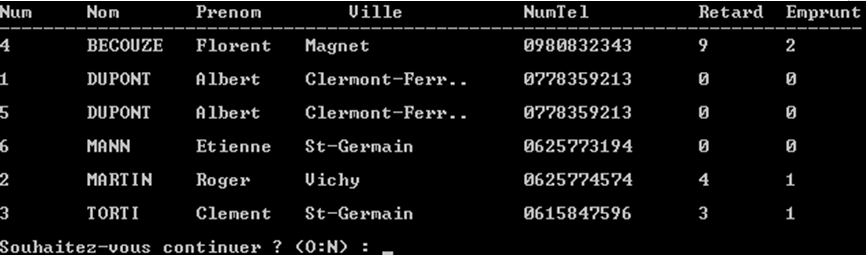 Num Nom Prenom Ville NumTel Retard Emprunt
4 BECOUZE Florent Magnet 0980832343 9 2
1 DUPONT Albert Clermont-Ferr.. 0778359213 0 0
5 DUPONT Albert Clermont-Ferr.. 0778359213 0 0
6 MANN Etienne St-Germain 0625773194 0 0
2 MARTIN Roger Vichy 0625774574 4 1
3 TORTI Clement St-Germain 0615847596 3 1
Souhaitez-vous continuer ? (O:N) : _